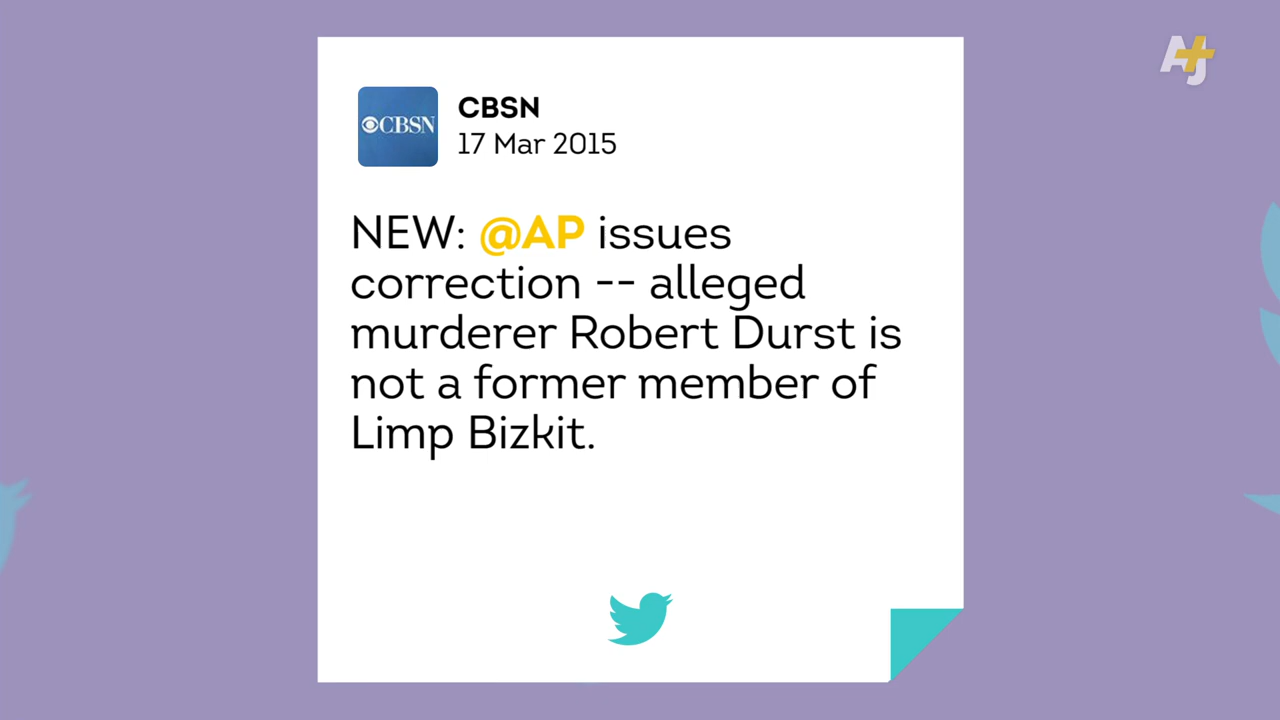 AJ+
CBSN
CBSN
17 Mar 2015
NEW: @AP issues
correction -- alleged
murderer Robert Durst is
not a former member of
Limp Bizkit.